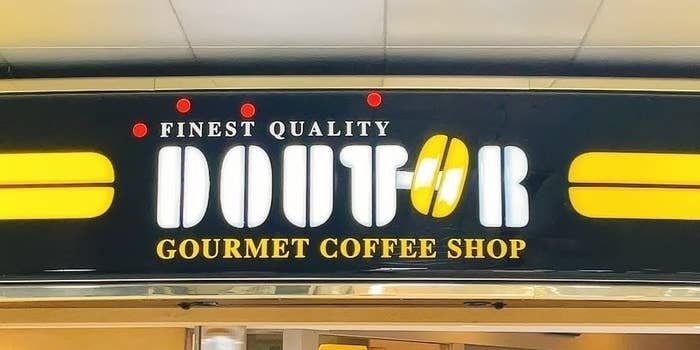 FINEST QUALITY
DOUTOR
GOURMET COFFEE SHOP